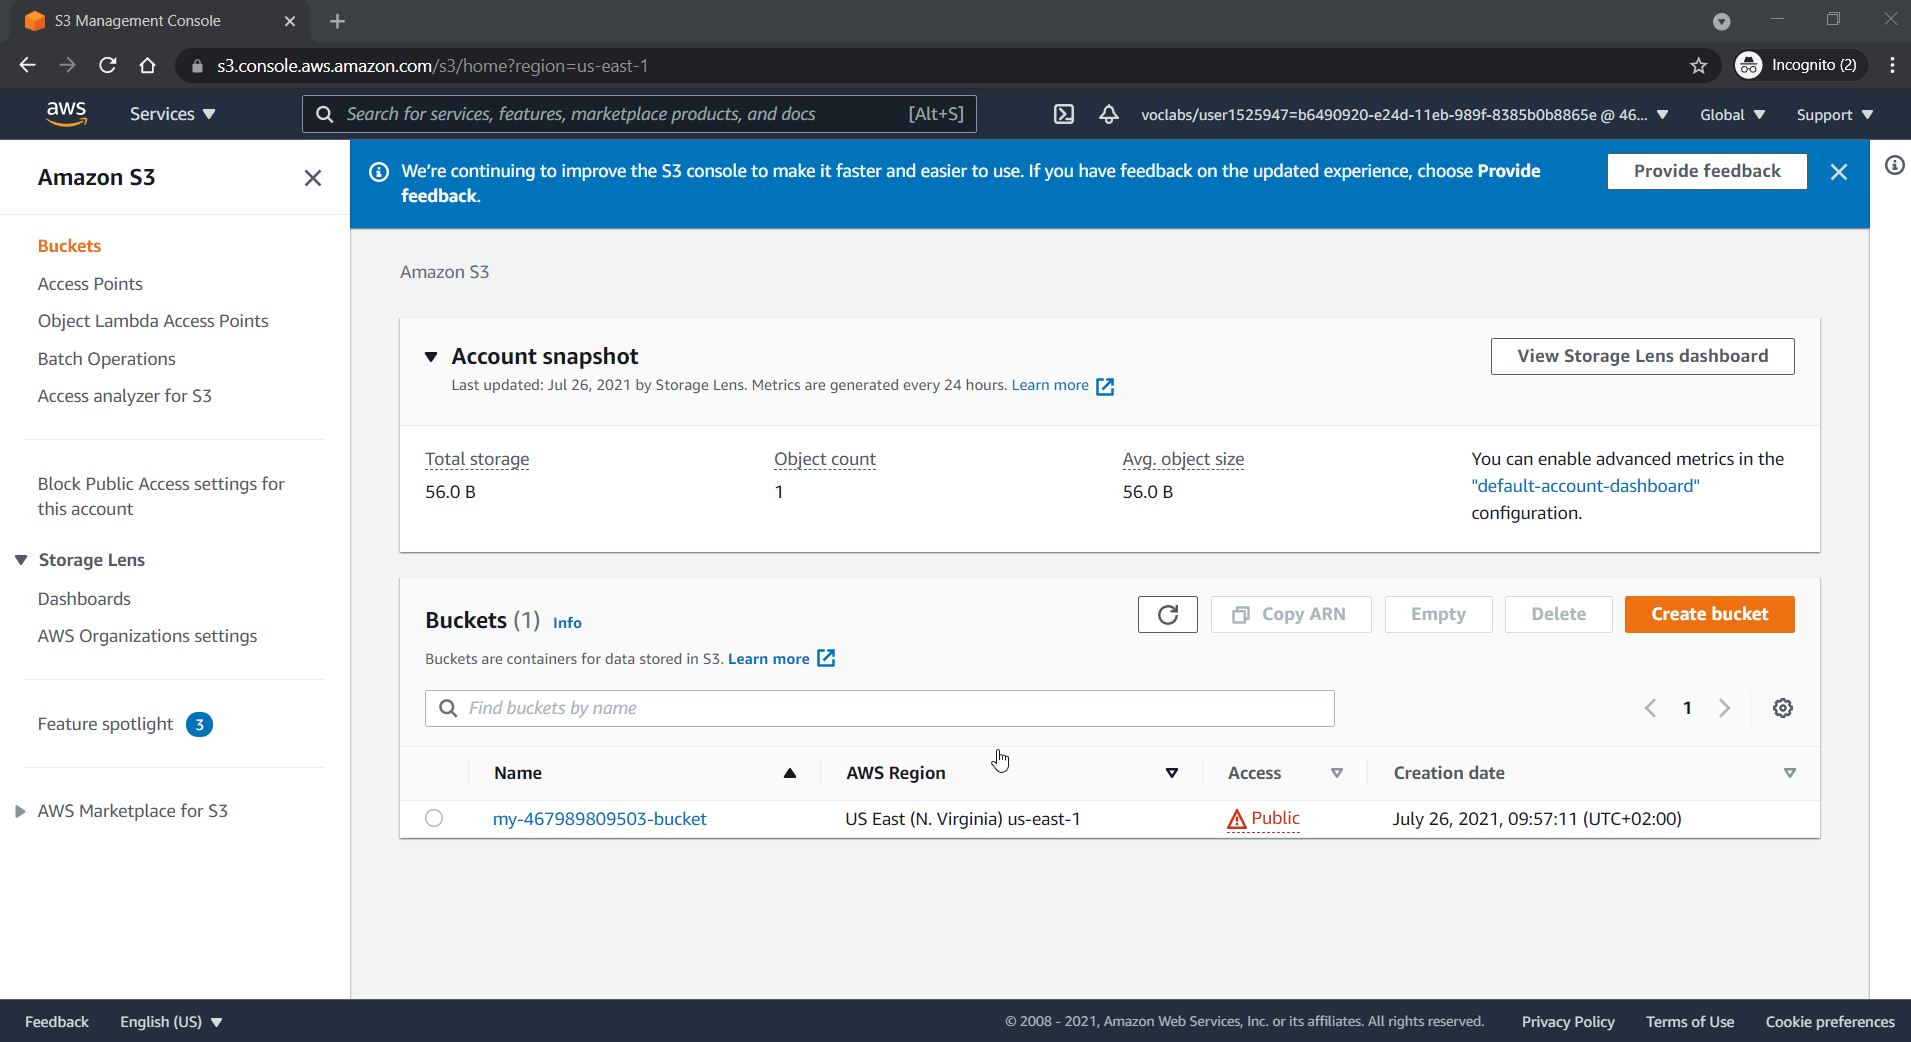 S3 Management Console
s3.console.aws.amazon.com/s3/home?region=us-east-1
Incognito (2)
aws
Services
Search for services, features, marketplace products, and docs [Alt+S]
voclabs/user1525947=b6490920-e24d-11eb-989f-8385b0b8865e @ 46...
Global
Support
Amazon S3
Buckets
Access Points
Object Lambda Access Points
Batch Operations
Access analyzer for S3
Block Public Access settings for
this account
Storage Lens
Dashboards
AWS Organizations settings
Feature spotlight 3
AWS Marketplace for S3
We're continuing to improve the S3 console to make it faster and easier to use. If you have feedback on the updated experience, choose Provide
feedback.
Provide feedback
Amazon S3
Account snapshot
Last updated: Jul 26, 2021 by Storage Lens. Metrics are generated every 24 hours. Learn more
View Storage Lens dashboard
Total storage
56.0 B
Object count
1
Avg. object size
56.0 B
You can enable advanced metrics in the
"default-account-dashboard"
configuration.
Buckets (1) Info
Copy ARN
Empty
Delete
Create bucket
Buckets are containers for data stored in S3. Learn more
Find buckets by name
1
Name AWS Region Access Creation date
my-467989809503-bucket US East (N. Virginia) us-east-1 Public July 26, 2021, 09:57:11 (UTC+02:00)
Feedback English (US) © 2008 - 2021, Amazon Web Services, Inc. or its affiliates. All rights reserved. Privacy Policy Terms of Use Cookie preferences